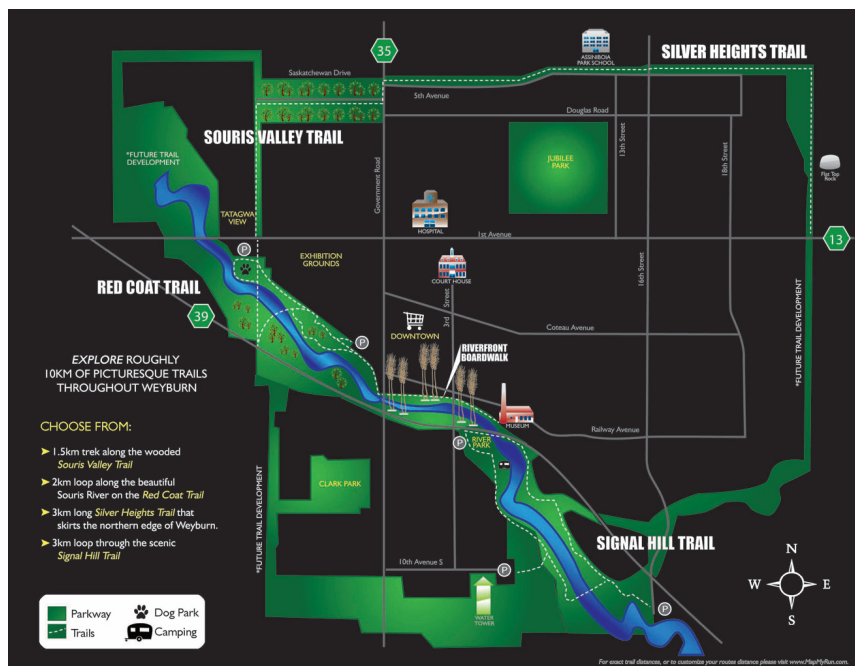 35
ASSINIBOIA
PARK SCHOOL
SILVER HEIGHTS TRAIL
Saskatchewan Drive
5th Avenue
Douglas Road
SOURIS VALLEY TRAIL
13th Street
18th Street
*FUTURE TRAIL
DEVELOPMENT
JUBILEE
PARK
Flat Top
Rock
Government Road
TATAGWA
VIEW
HOSPITAL
1st Avenue
13
P
EXHIBITION
GROUNDS
16th Street
COURT HOUSE
RED COAT TRAIL
39
3rd Street
DOWNTOWN
Coteau Avenue
*FUTURE TRAIL DEVELOPMENT
P
RIVERFRONT
BOARDWALK
EXPLORE ROUGHLY
10KM OF PICTURESQUE TRAILS
THROUGHOUT WEYBURN
MUSEUM
Railway Avenue
CHOOSE FROM:
P
RIVER
PARK
➤ 1.5km trek along the wooded
Souris Valley Trail
➤ 2km loop along the beautiful
Souris River on the Red Coat Trail
➤ 3km long Silver Heights Trail that
skirts the northern edge of Weyburn.
➤ 3km loop through the scenic
Signal Hill Trail
*FUTURE TRAIL DEVELOPMENT
CLARK PARK
SIGNAL HILL TRAIL
10th Avenue S
P
N
W
E
S
WATER
TOWER
P
Parkway
Dog Park
Trails
Camping
For exact trail distances, or to customize your routes distance please visit www.MapMyRun.com.